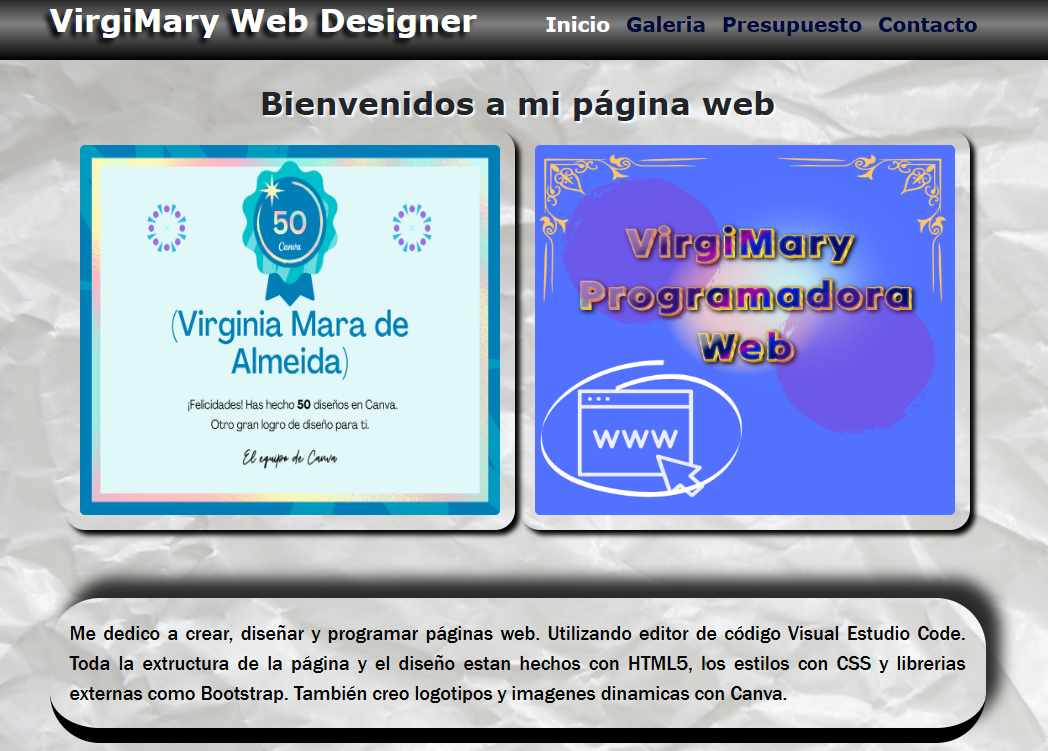 VirgiMary Web Designer
Inicio Galeria Presupuesto Contacto
Bienvenidos a mi página web
50
Canva
(Virginia Mara de
Almeida)
¡Felicidades! Has hecho 50 diseños en Canva.
Otro gran logro de diseño para ti.
El equipo de Canva
VirgiMary
Programadora
Web
WWW
Me dedico a crear, diseñar y programar páginas web. Utilizando editor de código Visual Estudio Code.
Toda la extructura de la página y el diseño estan hechos con HTML5, los estilos con CSS y librerias
externas como Bootstrap. También creo logotipos y imagenes dinamicas con Canva.